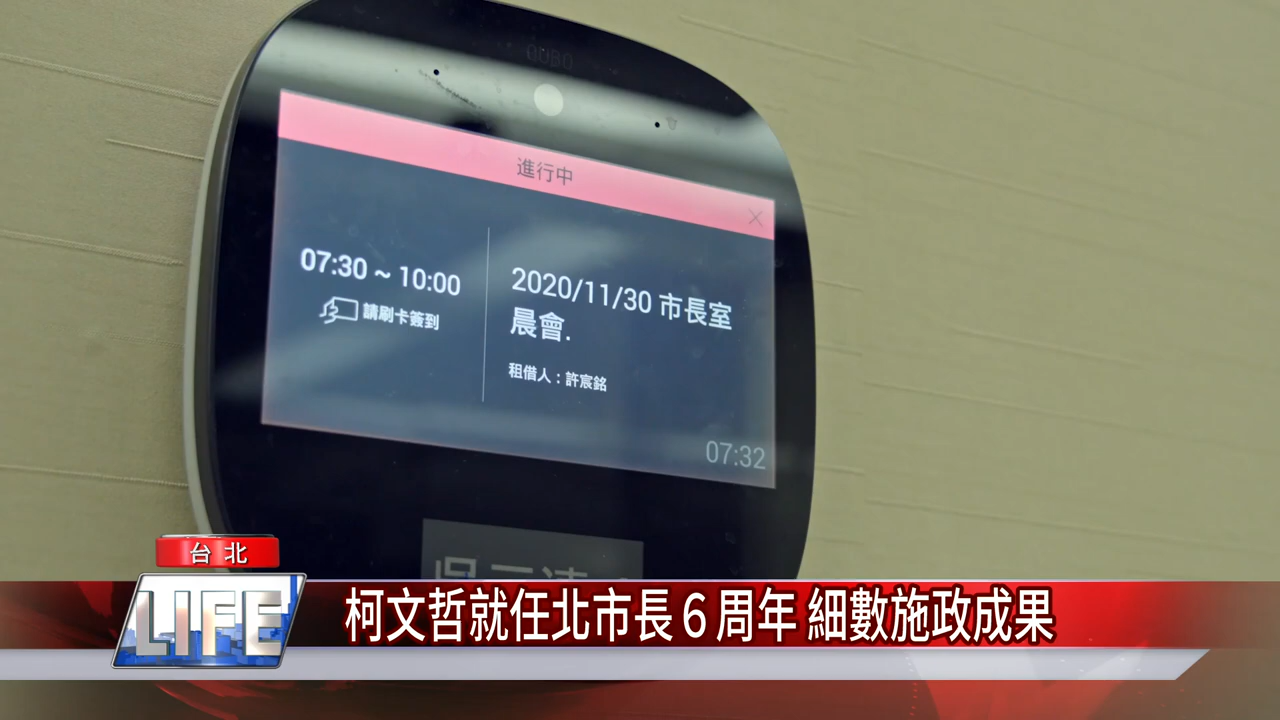 QUBO
進行中
07:30 ~ 10:00
請刷卡簽到
2020/11/30 市長室
晨會.
租借人：許宸銘
07:32
台北
LIFE
柯文哲就任北市長6周年 細數施政成果